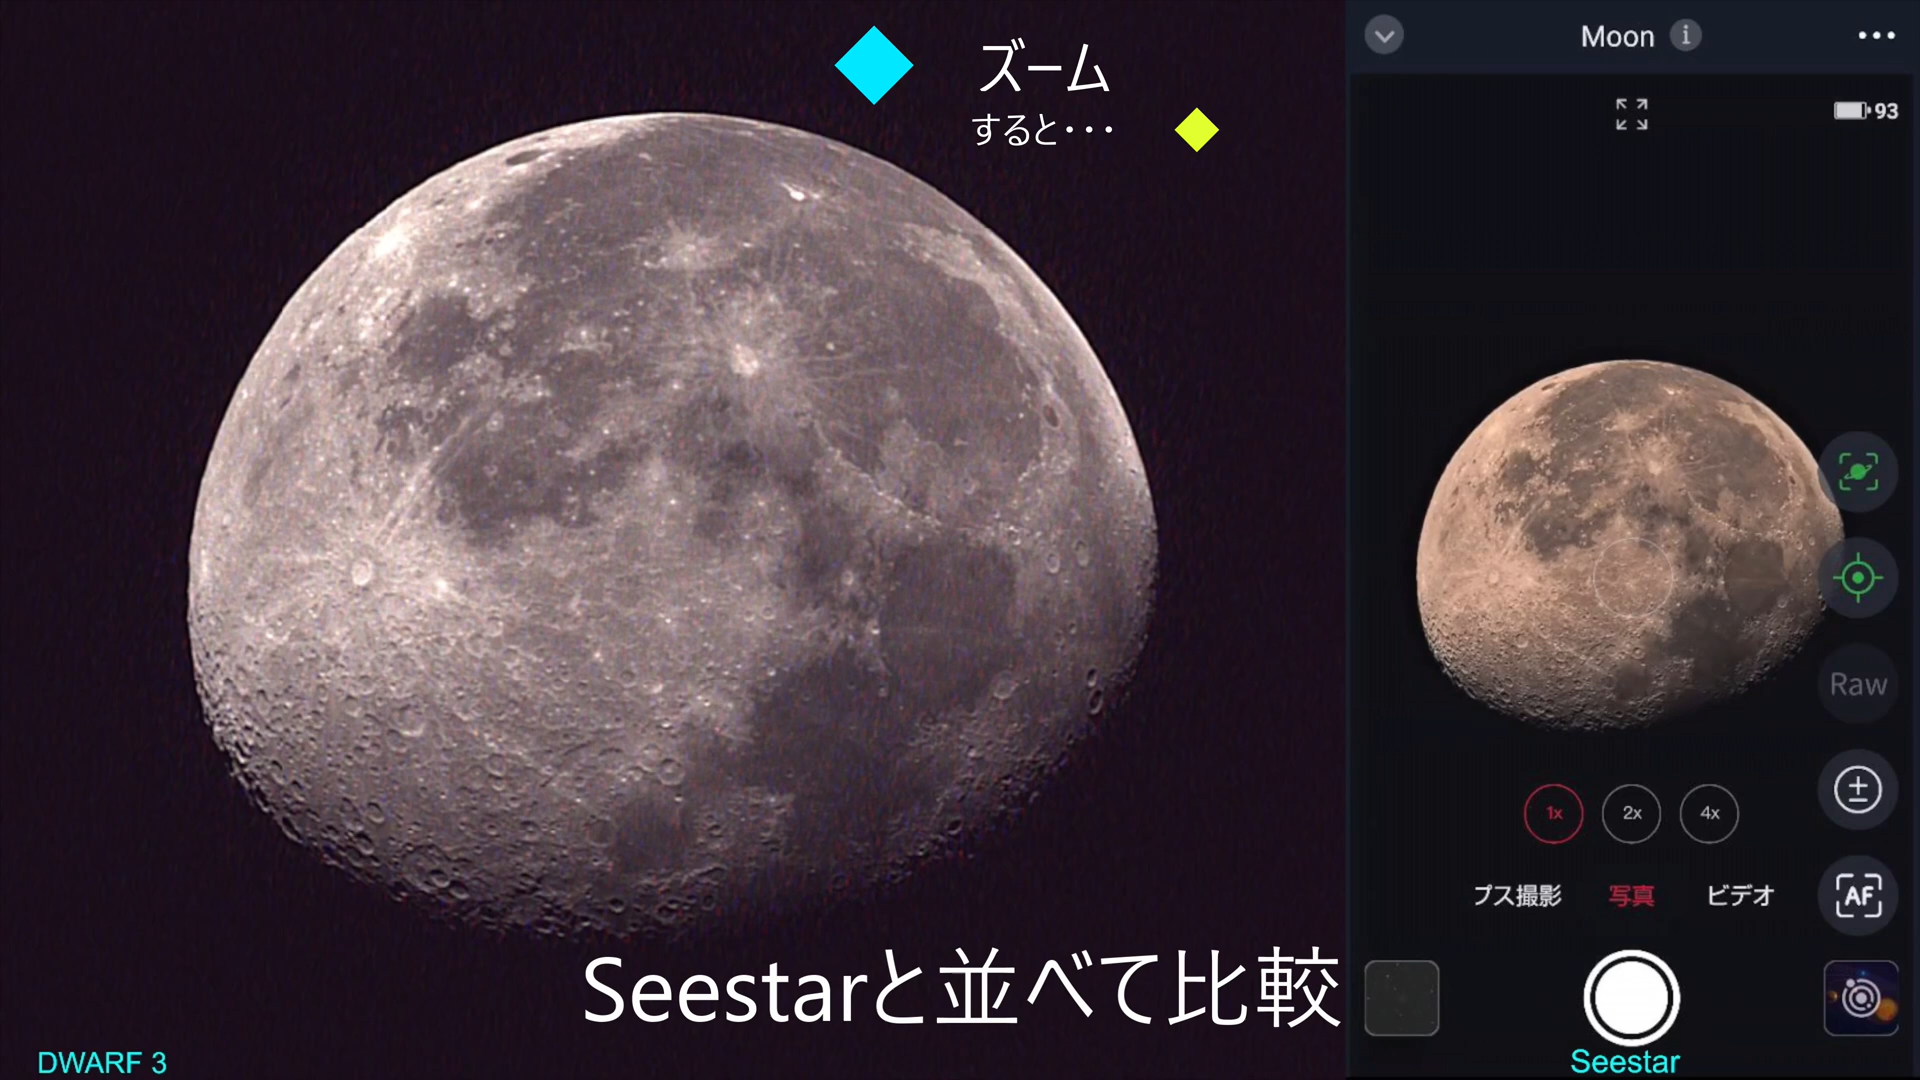 ズーム
すると・・・
Seestarと並べて比較
DWARF 3
Moon
93
Raw
1x
2x
4x
プス撮影
写真
ビデオ
AF
Seestar